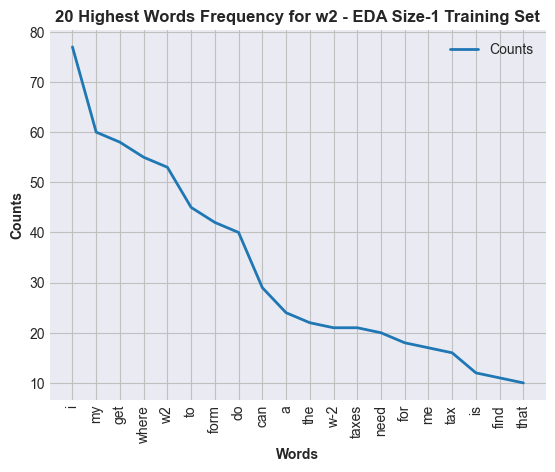 20 Highest Words Frequency for w2 - EDA Size-1 Training Set
Counts
80
70
60
50
40
30
20
10
Counts
i
my
get
where
w2
to
form
do
can
a
the
w-2
taxes
need
for
me
tax
is
find
that
Words